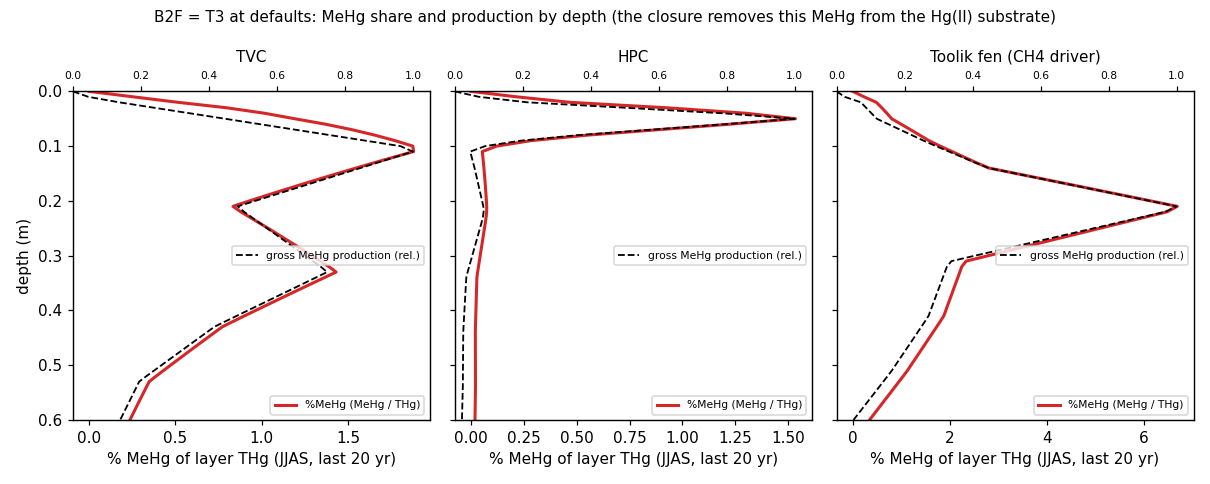 B2F = T3 at defaults: MeHg share and production by depth (the closure removes this MeHg from the Hg(II) substrate)
TVC
HPC
Toolik fen (CH4 driver)
0.0 0.2 0.4 0.6 0.8 1.0
0.0 0.2 0.4 0.6 0.8 1.0
0.0 0.2 0.4 0.6 0.8 1.0
depth (m)
0.0
0.1
0.2
0.3
0.4
0.5
0.6
gross MeHg production (rel.)
gross MeHg production (rel.)
gross MeHg production (rel.)
%MeHg (MeHg / THg)
%MeHg (MeHg / THg)
%MeHg (MeHg / THg)
0.0 0.5 1.0 1.5
0.00 0.25 0.50 0.75 1.00 1.25 1.50
0 2 4 6
% MeHg of layer THg (JJAS, last 20 yr)
% MeHg of layer THg (JJAS, last 20 yr)
% MeHg of layer THg (JJAS, last 20 yr)